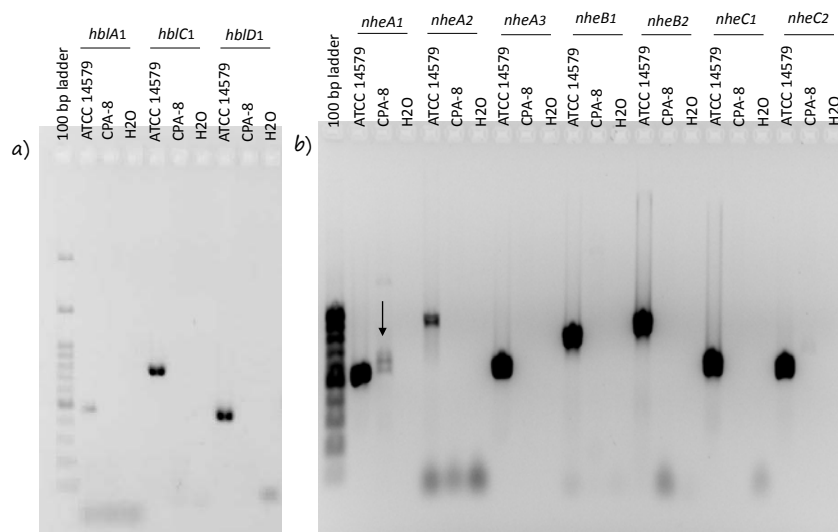 a)
hblA1 hblC1 hblD1
100 bp ladder ATCC 14579 CPA-8 H2O ATCC 14579 CPA-8 H2O ATCC 14579 CPA-8 H2O
b)
nheA1 nheA2 nheA3 nheB1 nheB2 nheC1 nheC2
100 bp ladder ATCC 14579 CPA-8 H2O ATCC 14579 CPA-8 H2O ATCC 14579 CPA-8 H2O ATCC 14579 CPA-8 H2O ATCC 14579 CPA-8 H2O ATCC 14579 CPA-8 H2O ATCC 14579 CPA-8 H2O